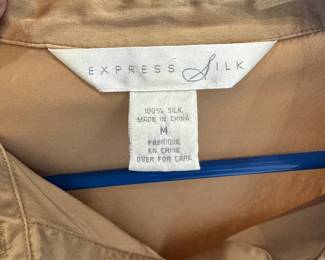 EXPRESS SILK
100% SILK
MADE IN CHINA
M
FABRIQUE
EN CHINE
OVER FOR CARE